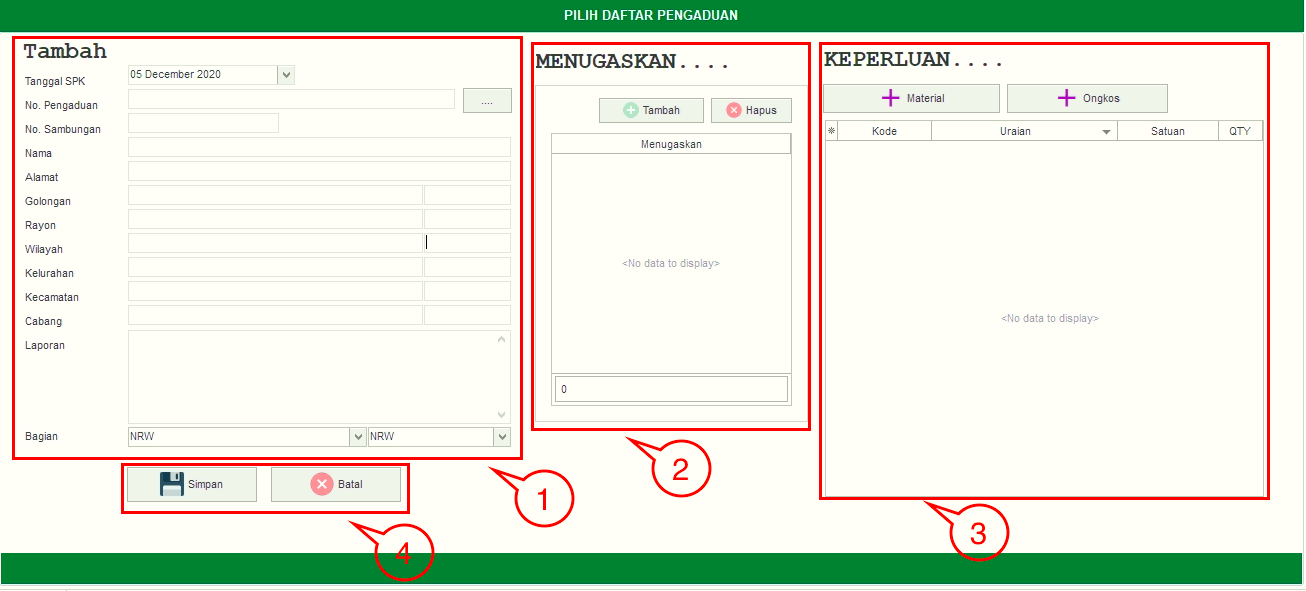 PILIH DAFTAR PENGADUAN
Tambah
Tanggal SPK 05 December 2020
No. Pengaduan ....
No. Sambungan
Nama
Alamat
Golongan
Rayon
Wilayah
Kelurahan
Kecamatan
Cabang
Laporan
Bagian NRW NRW
Simpan Batal
1
4
MENUGASKAN....
Tambah Hapus
Menugaskan
<No data to display>
0
2
KEPERLUAN....
Material Ongkos
Kode Uraian Satuan QTY
<No data to display>
3